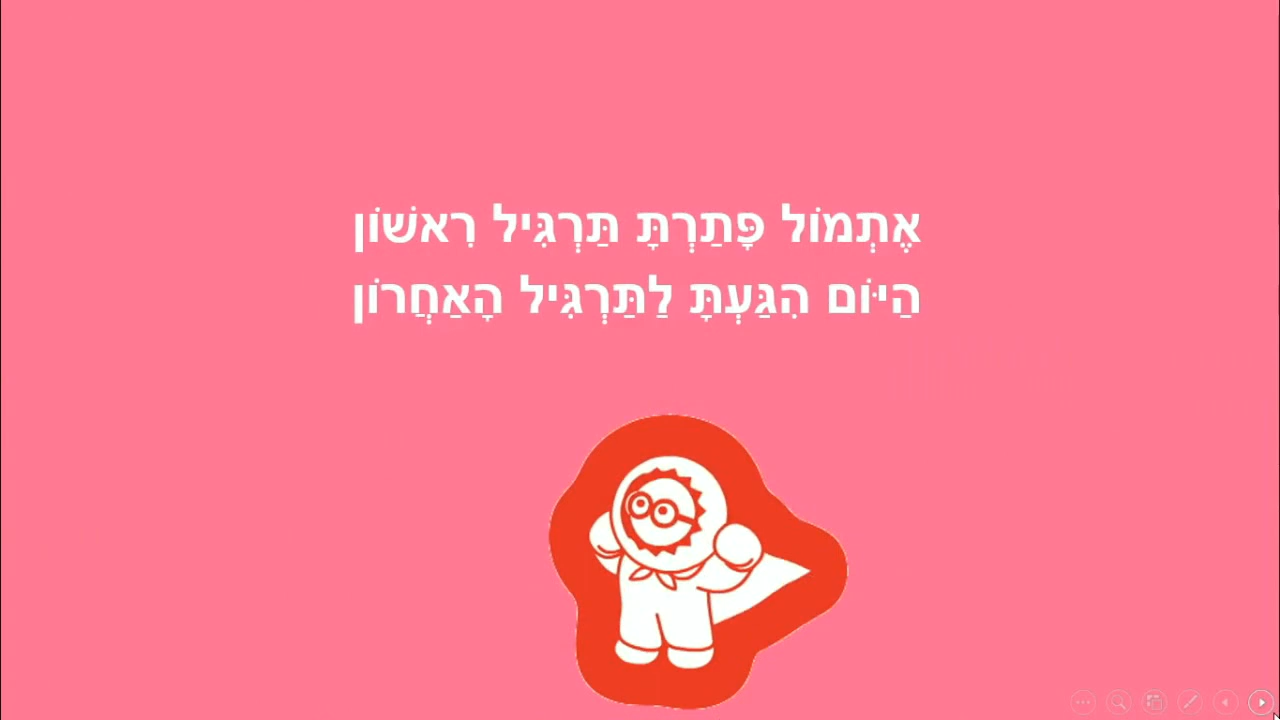 אֶתְמוֹל פָּתַרְתָּ תַּרְגִּיל רִאשׁוֹן
הַיּוֹם הִגַּעְתָּ לַתַּרְגִּיל הָאַחֲרוֹן